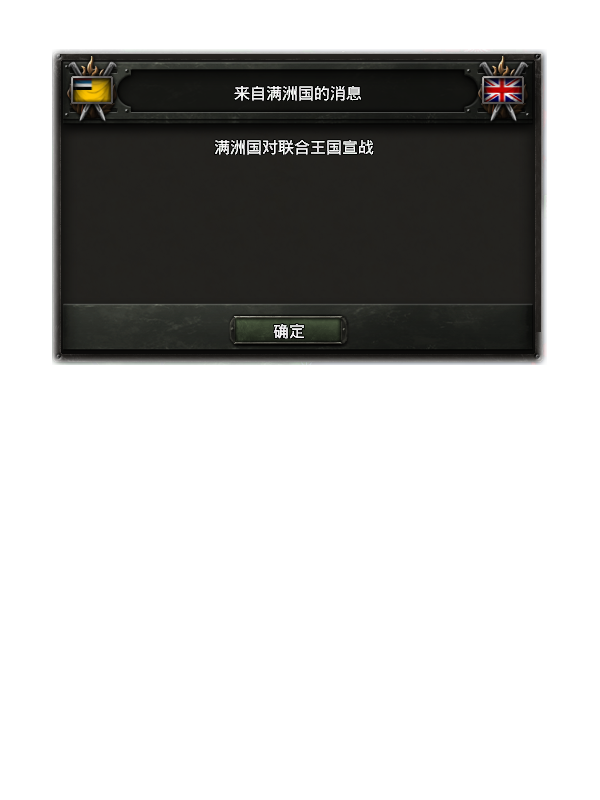 来自满洲国的消息
满洲国对联合王国宣战
确定